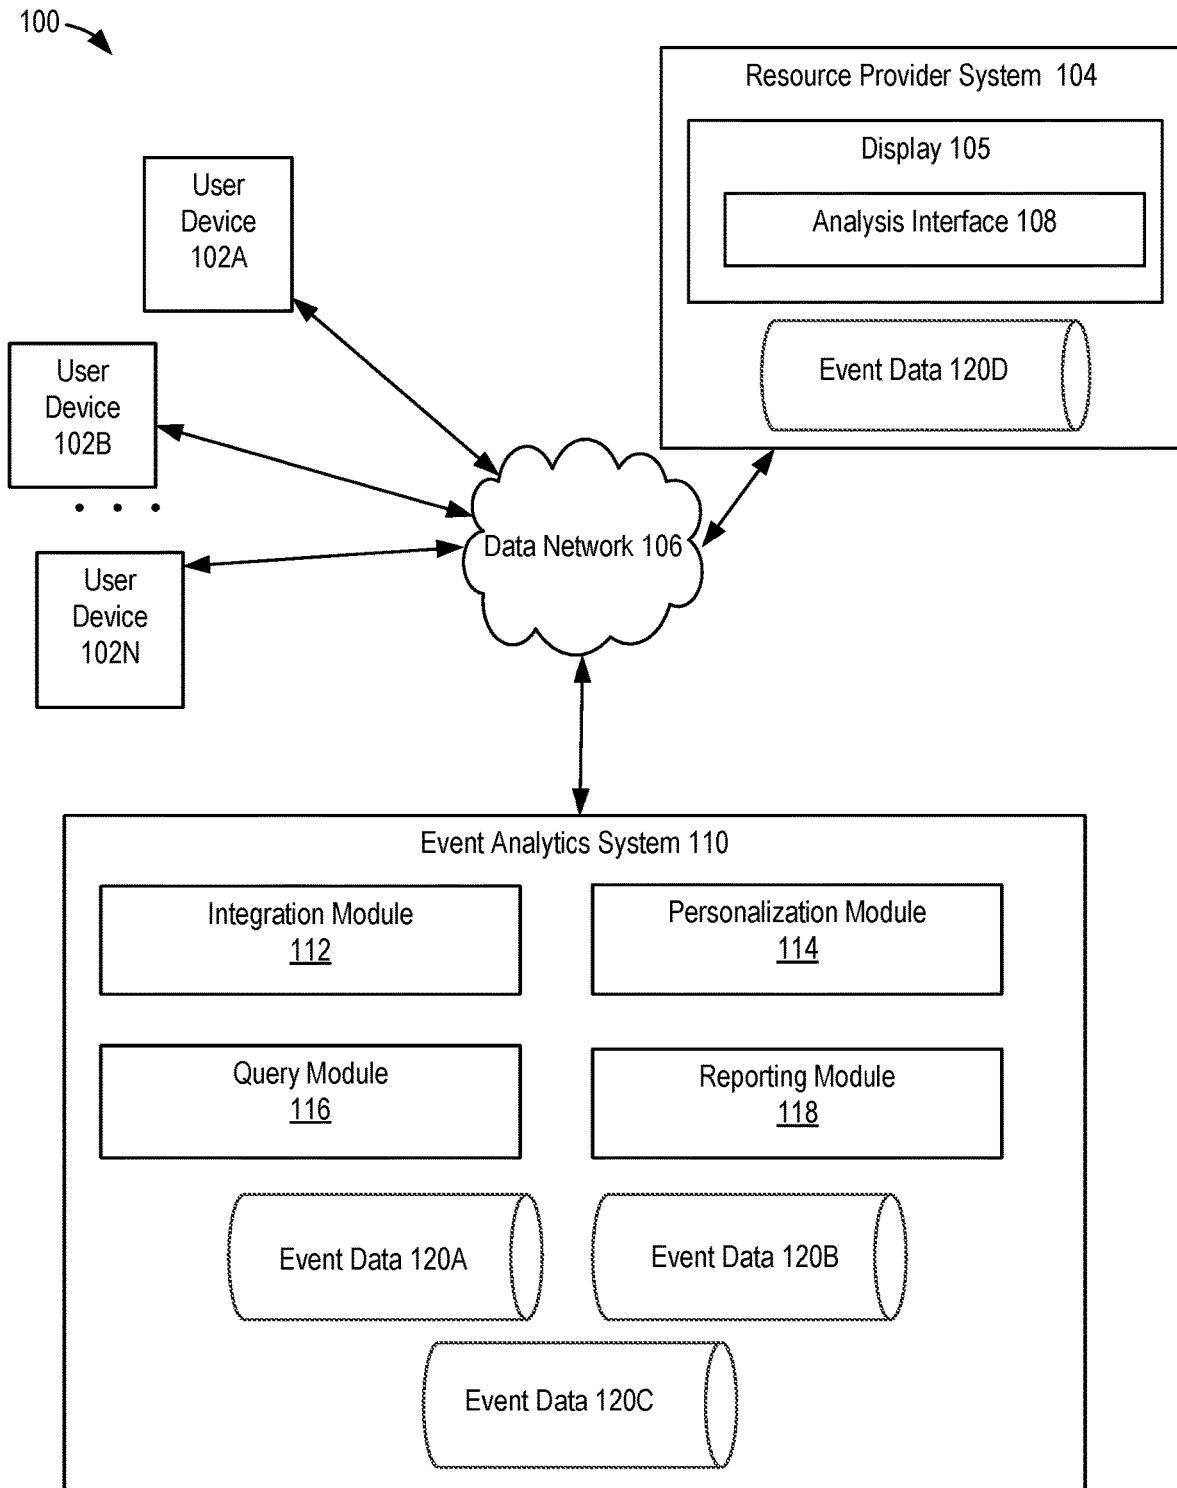 100
Resource Provider System 104
Display 105
Analysis Interface 108
Event Data 120D
User
Device
102A
User
Device
102B
. . .
User
Device
102N
Data Network 106
Event Analytics System 110
Integration Module
112
Personalization Module
114
Query Module
116
Reporting Module
118
Event Data 120A
Event Data 120B
Event Data 120C